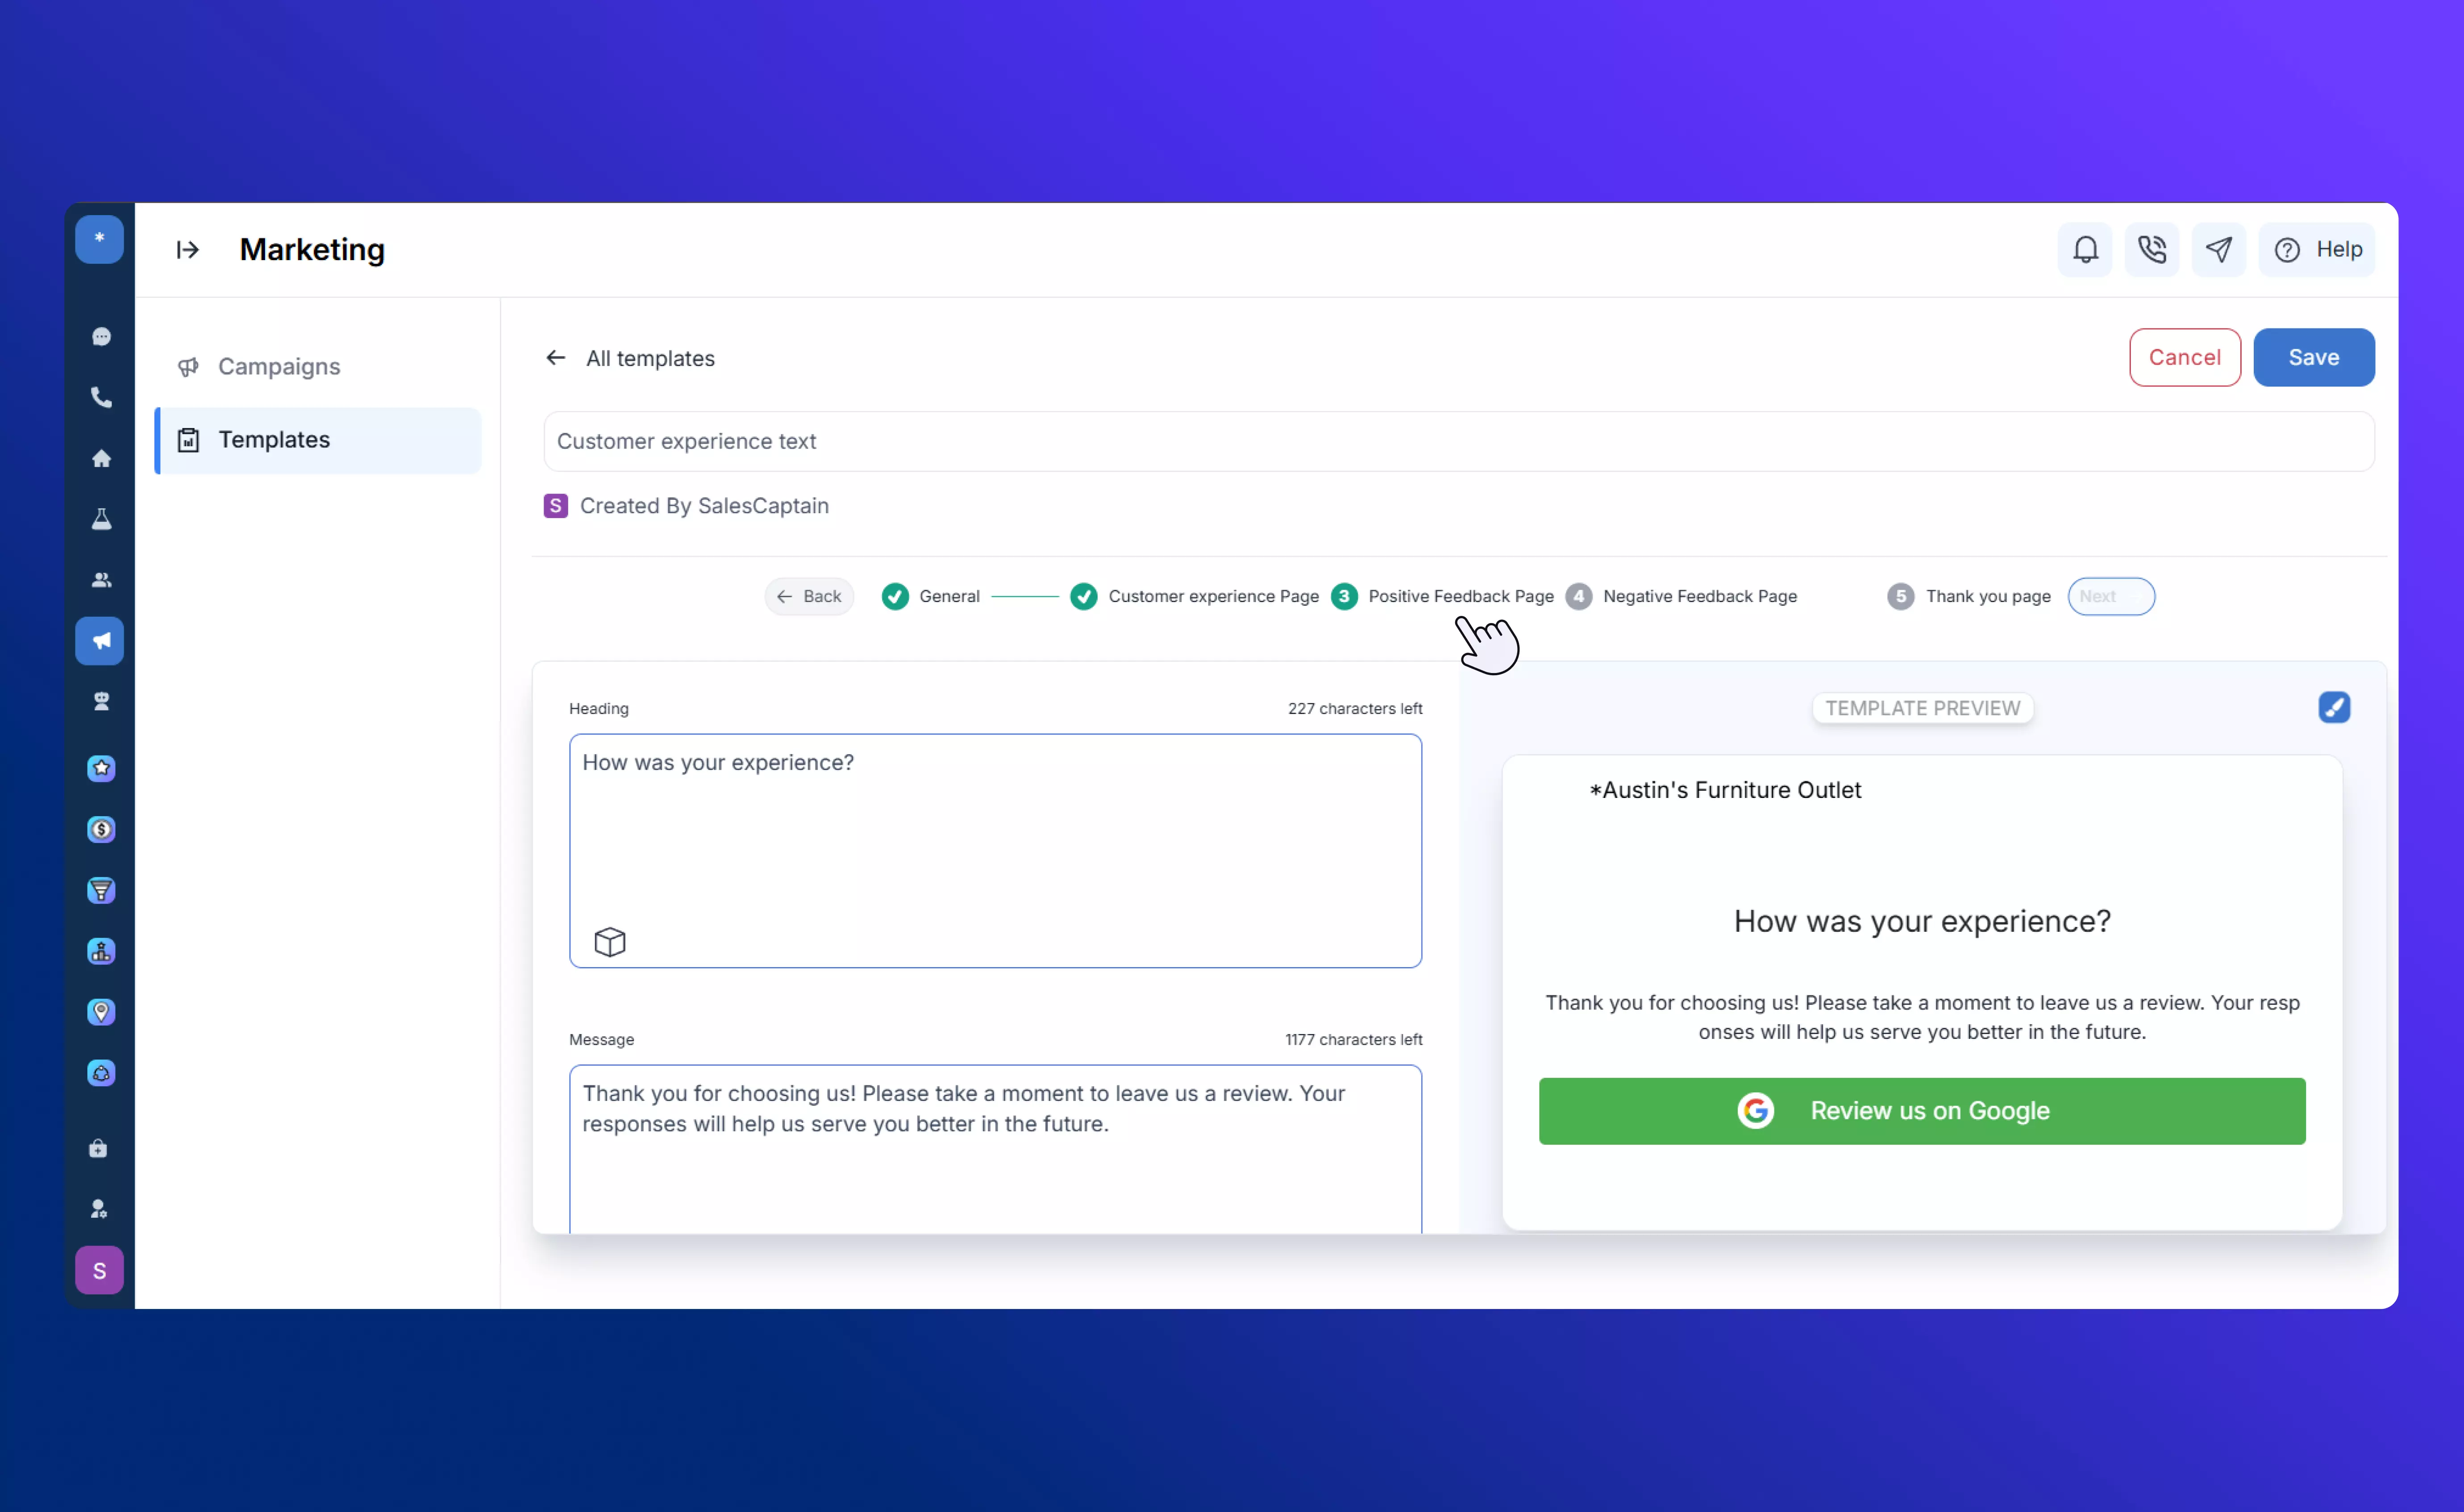 *
Marketing
Help
Campaigns
Templates
All templates
Cancel
Save
Customer experience text
S Created By SalesCaptain
Back
General
Customer experience Page
3 Positive Feedback Page
4 Negative Feedback Page
5 Thank you page
Next
Heading
227 characters left
How was your experience?
Message
1177 characters left
Thank you for choosing us! Please take a moment to leave us a review. Your
responses will help us serve you better in the future.
TEMPLATE PREVIEW
*Austin's Furniture Outlet
How was your experience?
Thank you for choosing us! Please take a moment to leave us a review. Your resp
onses will help us serve you better in the future.
G Review us on Google
S